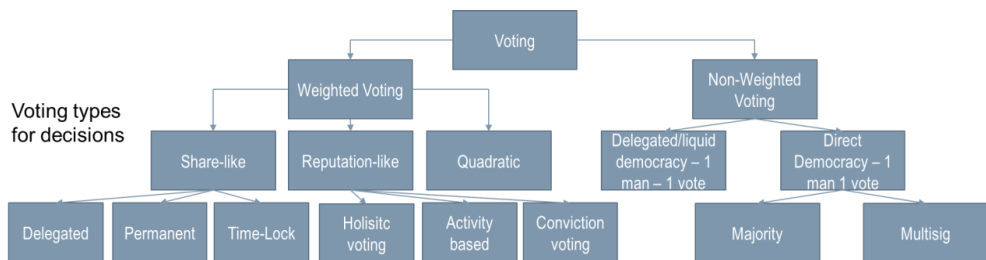 Voting
Weighted Voting
Non-Weighted
Voting
Voting types
for decisions
Share-like
Reputation-like
Quadratic
Delegated/liquid
democracy – 1
man – 1 vote
Direct
Democracy – 1
man 1 vote
Delegated
Permanent
Time-Lock
Holisitc
voting
Activity
based
Conviction
voting
Majority
Multisig